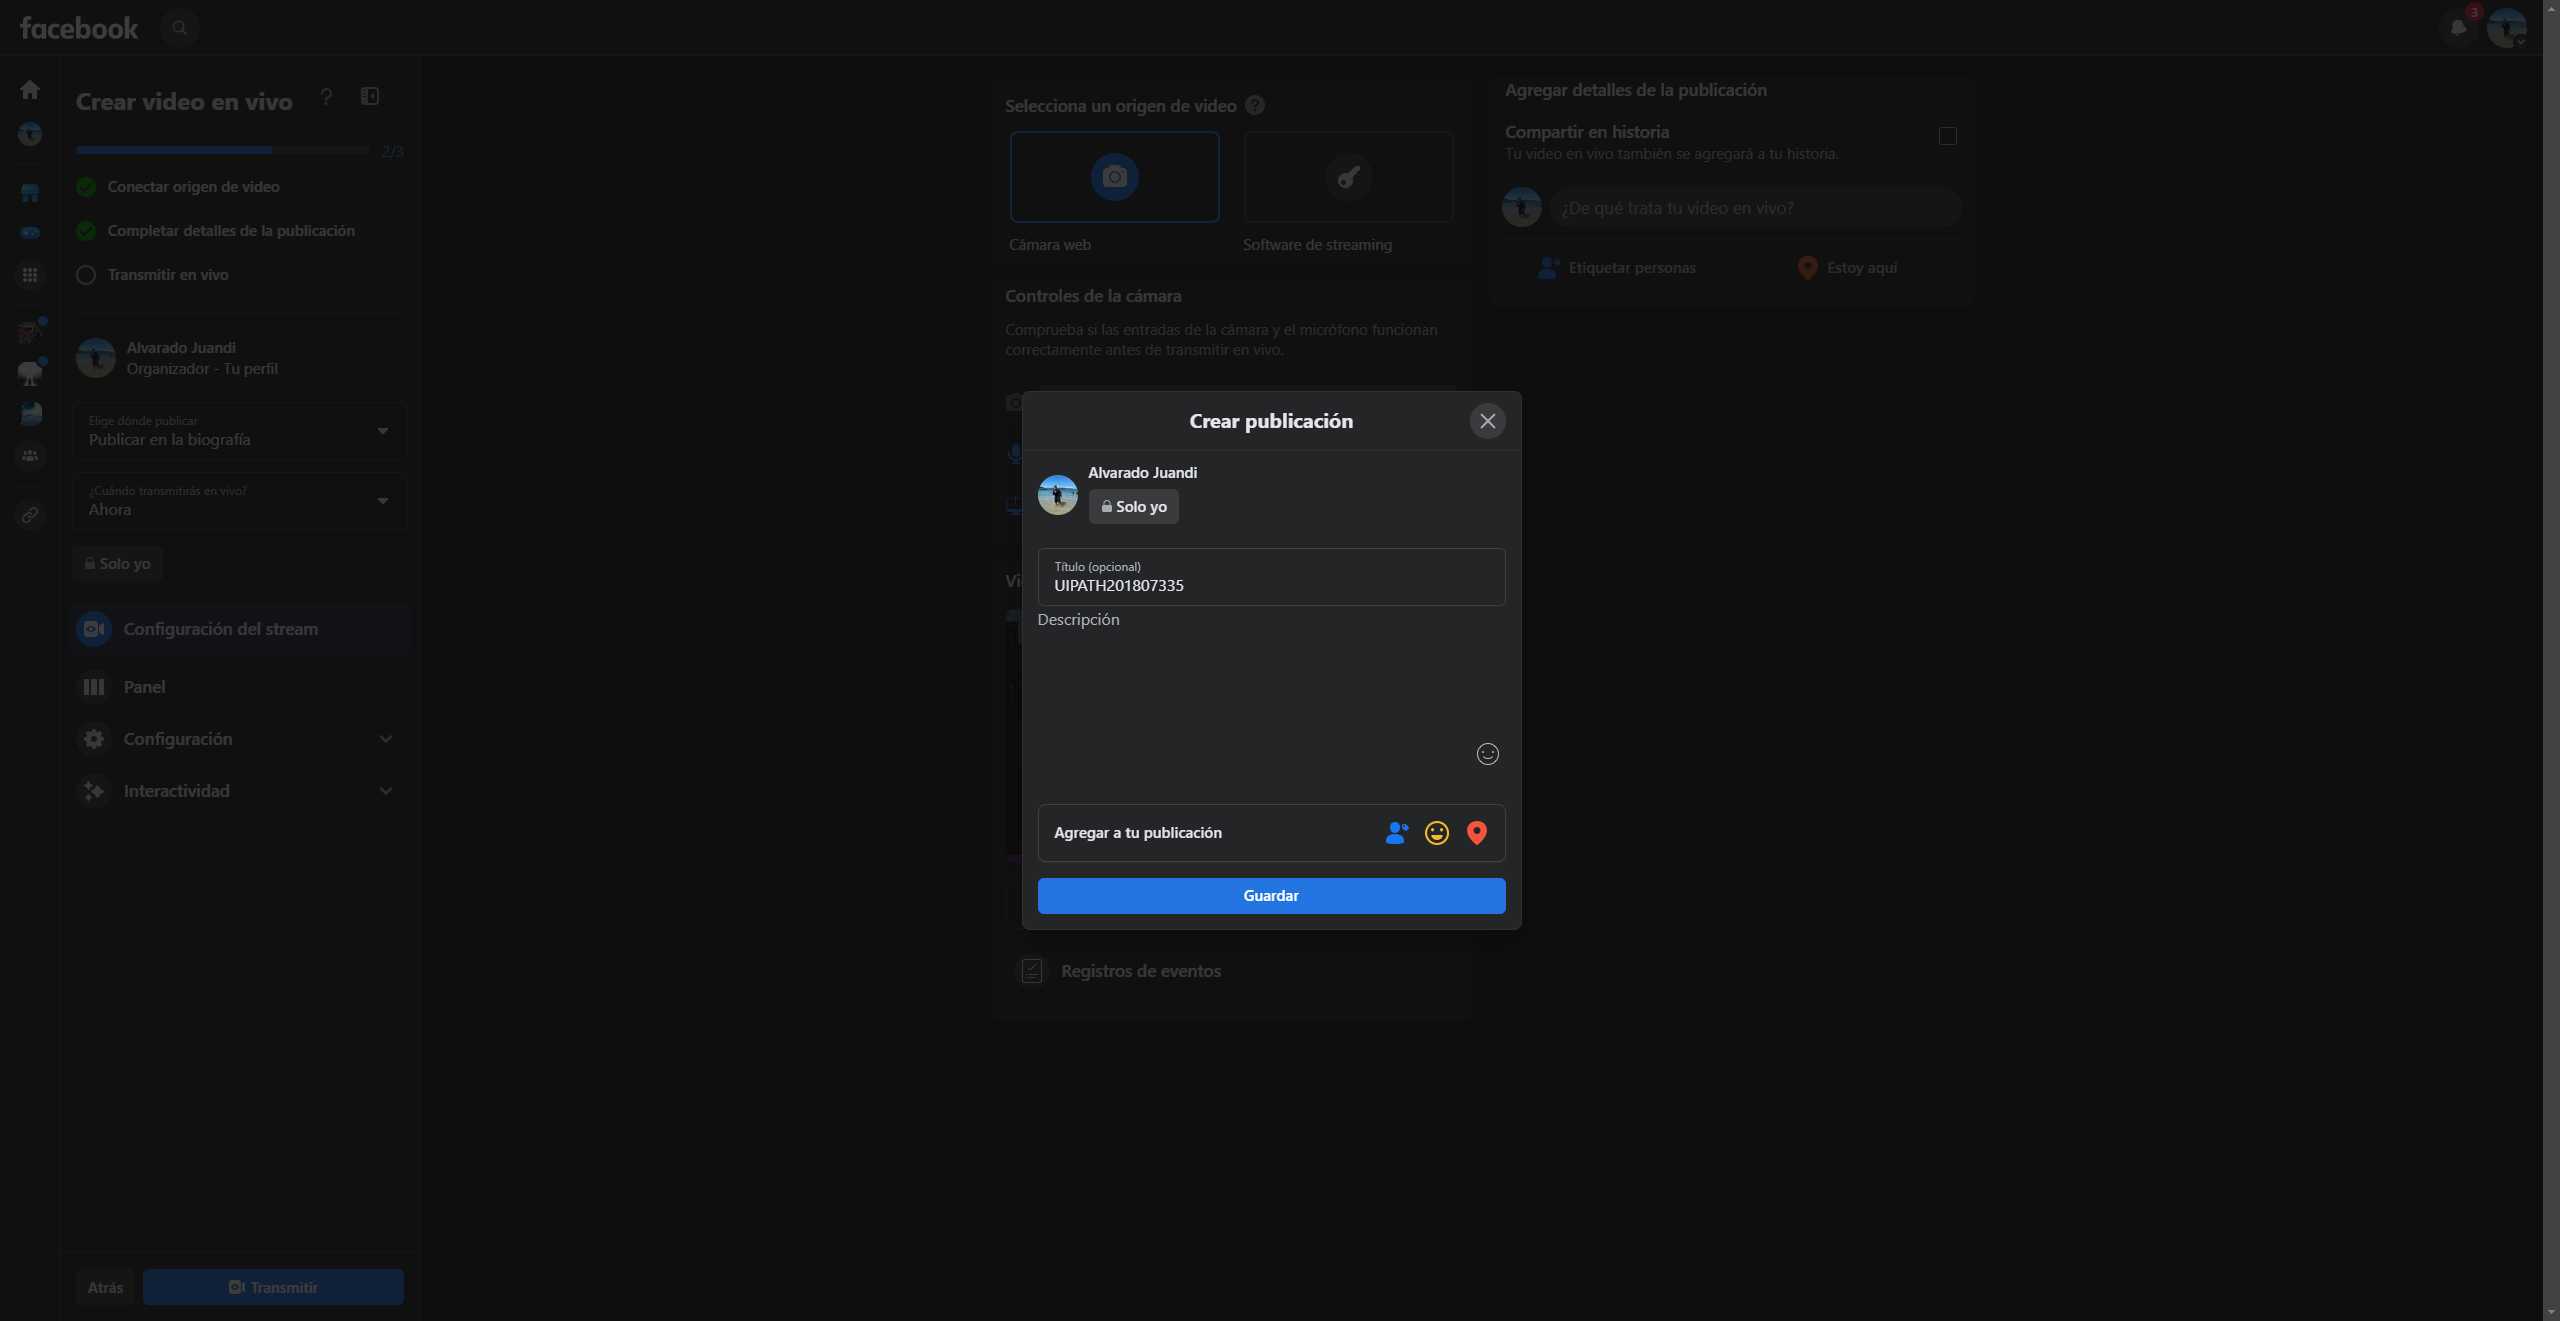 facebook
3
Crear video en vivo
2/3
Conectar origen de video
Completar detalles de la publicación
Transmitir en vivo
Alvarado Juandi
Organizador - Tu perfil
Elige dónde publicar
Publicar en la biografía
¿Cuándo transmitirás en vivo?
Ahora
Solo yo
Configuración del stream
Panel
Configuración
Interactividad
Atrás
Transmitir
Selecciona un origen de video
Cámara web
Software de streaming
Controles de la cámara
Comprueba si las entradas de la cámara y el micrófono funcionan
correctamente antes de transmitir en vivo.
Registros de eventos
Agregar detalles de la publicación
Compartir en historia
Tu video en vivo también se agregará a tu historia.
¿De qué trata tu video en vivo?
Etiquetar personas
Estoy aquí
Crear publicación
Alvarado Juandi
Solo yo
Título (opcional)
UIPATH201807335
Descripción
Agregar a tu publicación
Guardar